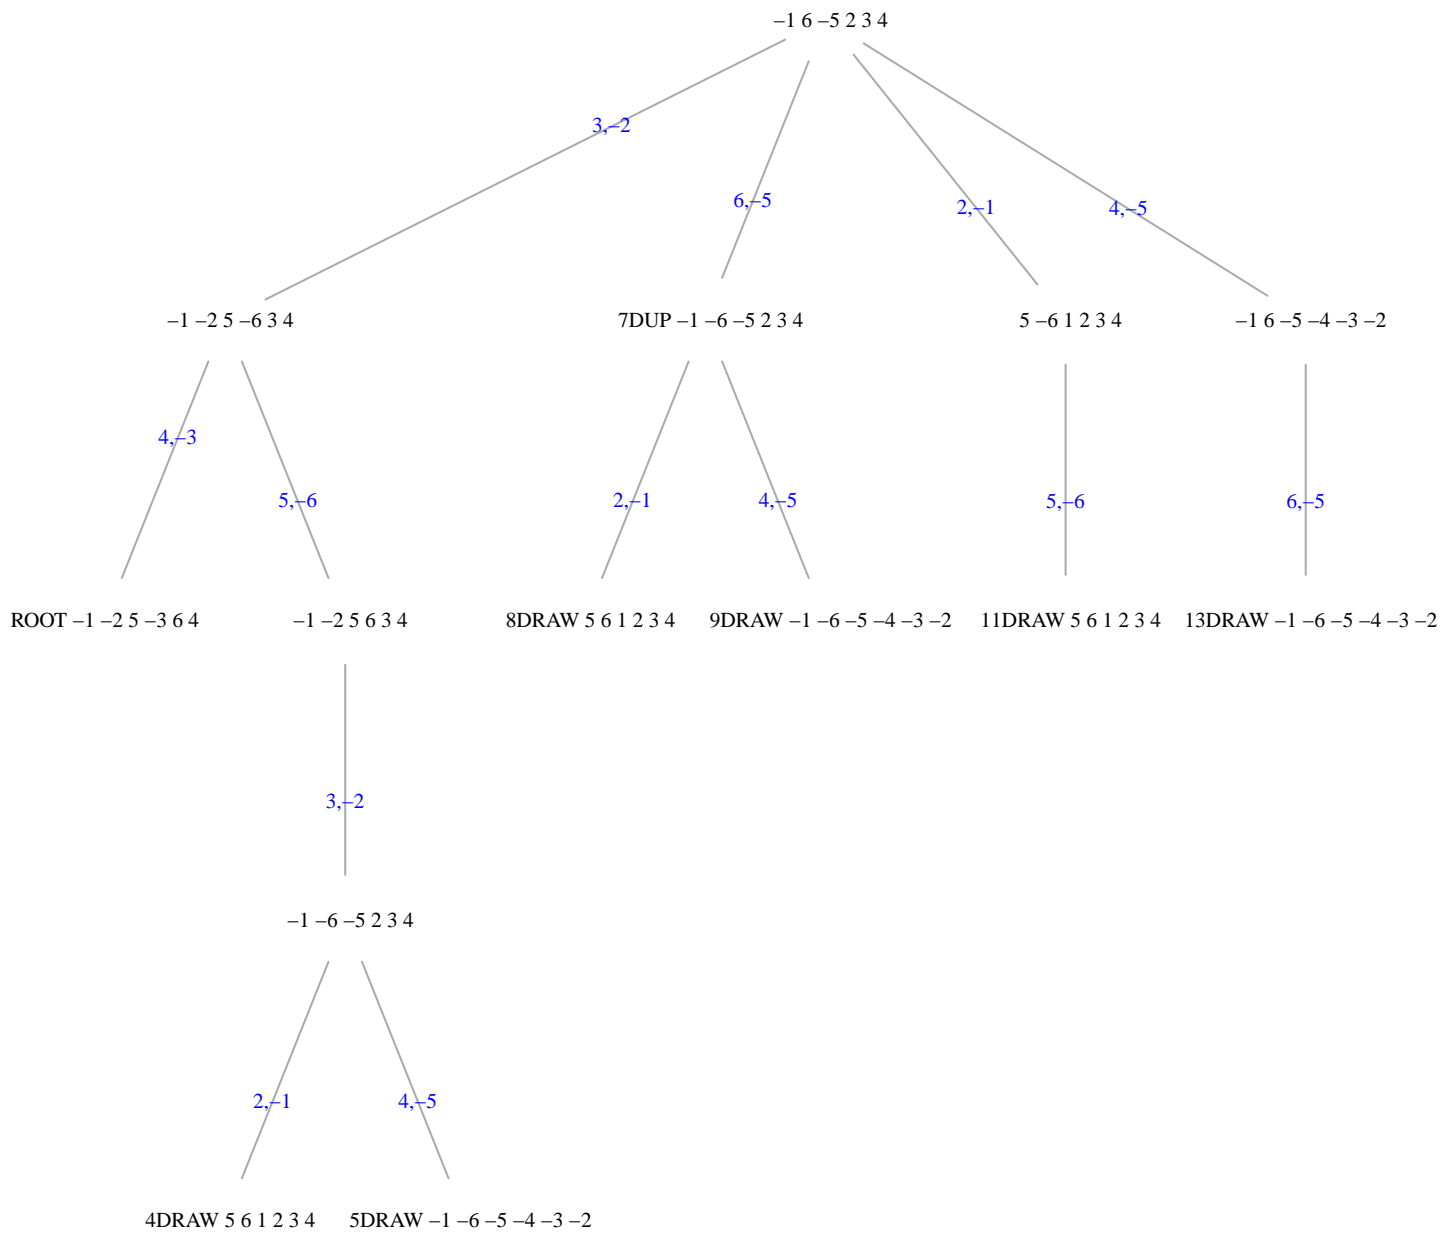 –1 6 –5 2 3 4
3,–2
6,–5
2,–1
4,–5
–1 –2 5 –6 3 4
7DUP –1 –6 –5 2 3 4
5 –6 1 2 3 4
–1 6 –5 –4 –3 –2
4,–3
5,–6
2,–1
4,–5
5,–6
6,–5
ROOT –1 –2 5 –3 6 4
–1 –2 5 6 3 4
8DRAW 5 6 1 2 3 4
9DRAW –1 –6 –5 –4 –3 –2
11DRAW 5 6 1 2 3 4
13DRAW –1 –6 –5 –4 –3 –2
3,–2
–1 –6 –5 2 3 4
2,–1
4,–5
4DRAW 5 6 1 2 3 4
5DRAW –1 –6 –5 –4 –3 –2